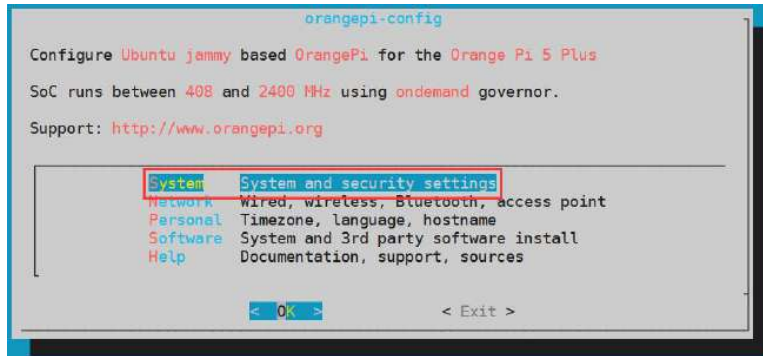 orangepi-config
Configure Ubuntu jammy based OrangePi for the Orange Pi 5 Plus
SoC runs between 408 and 2400 MHz using ondemand governor.
Support: http://www.orangepi.org
System System and security settings
Network Wired, wireless, Bluetooth, access point
Personal Timezone, language, hostname
Software System and 3rd party software install
Help Documentation, support, sources
< OK > < Exit >